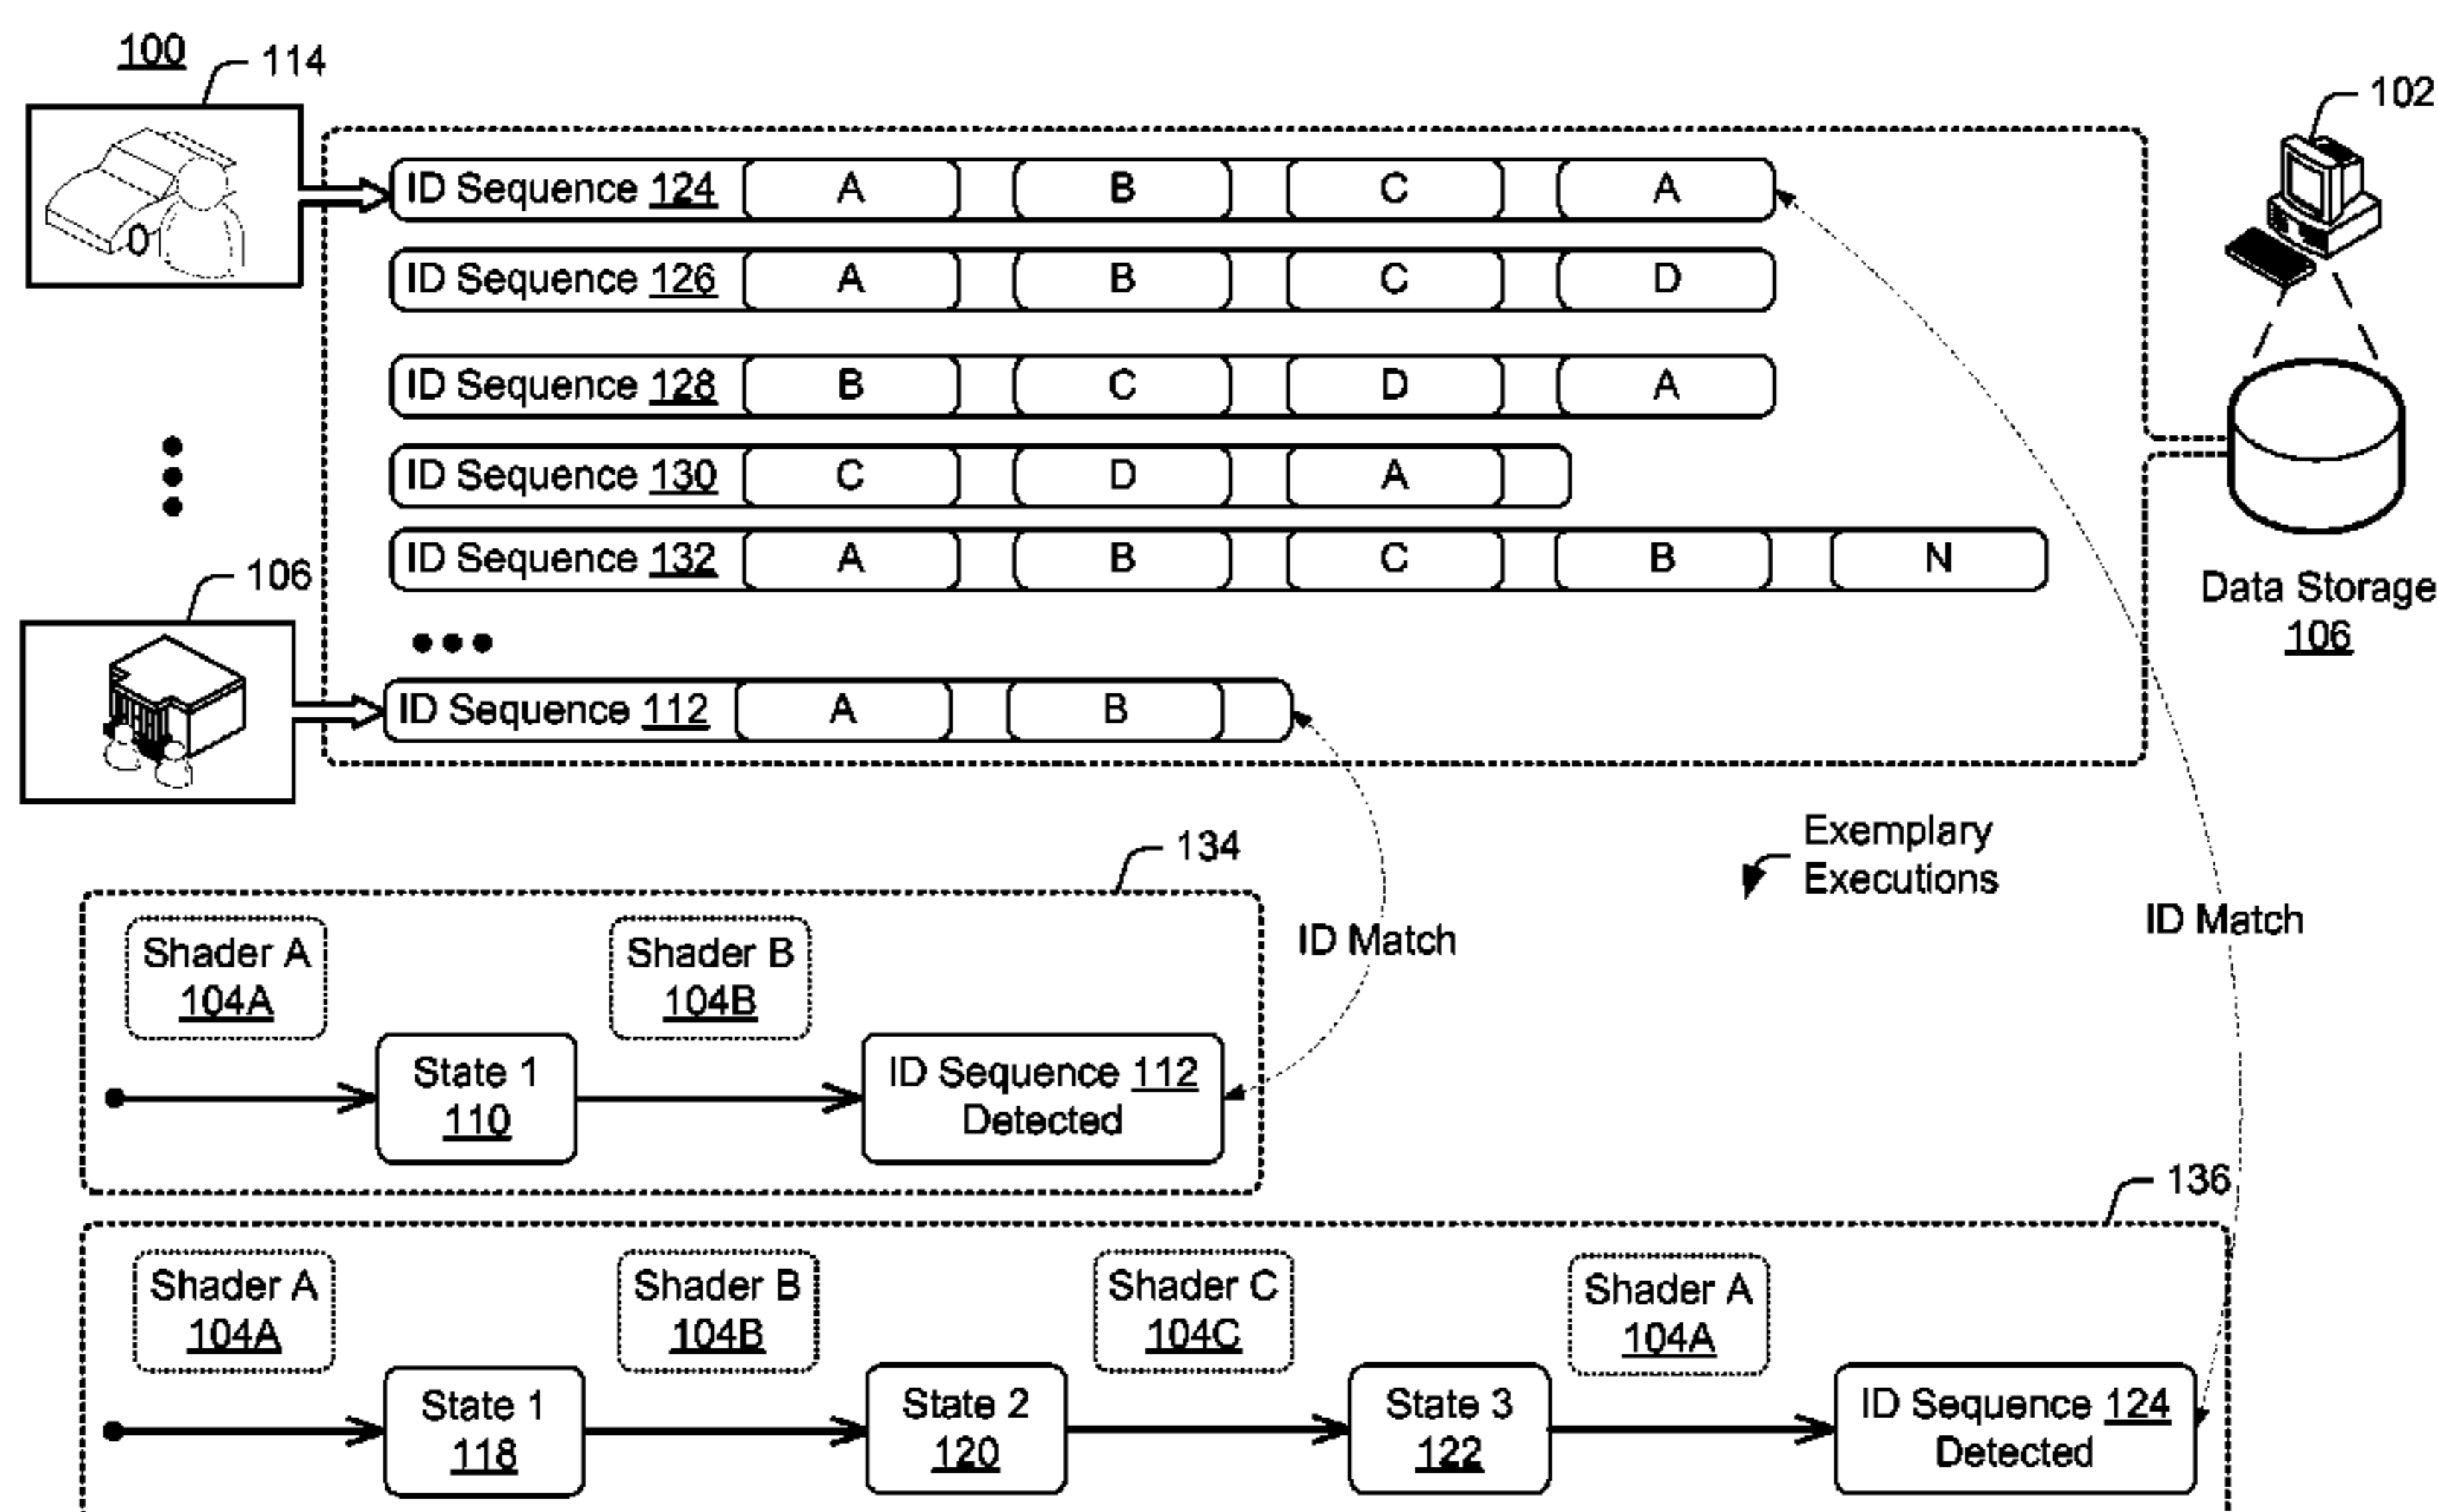 100
114
102
ID Sequence 124 A B C A
ID Sequence 126 A B C D
ID Sequence 128 B C D A
ID Sequence 130 C D A
ID Sequence 132 A B C B N
106
Data Storage
106
ID Sequence 112 A B
134
Exemplary
Executions
ID Match
ID Match
Shader A
104A
Shader B
104B
State 1
110
ID Sequence 112
Detected
136
Shader A
104A
Shader B
104B
Shader C
104C
Shader A
104A
State 1
118
State 2
120
State 3
122
ID Sequence 124
Detected